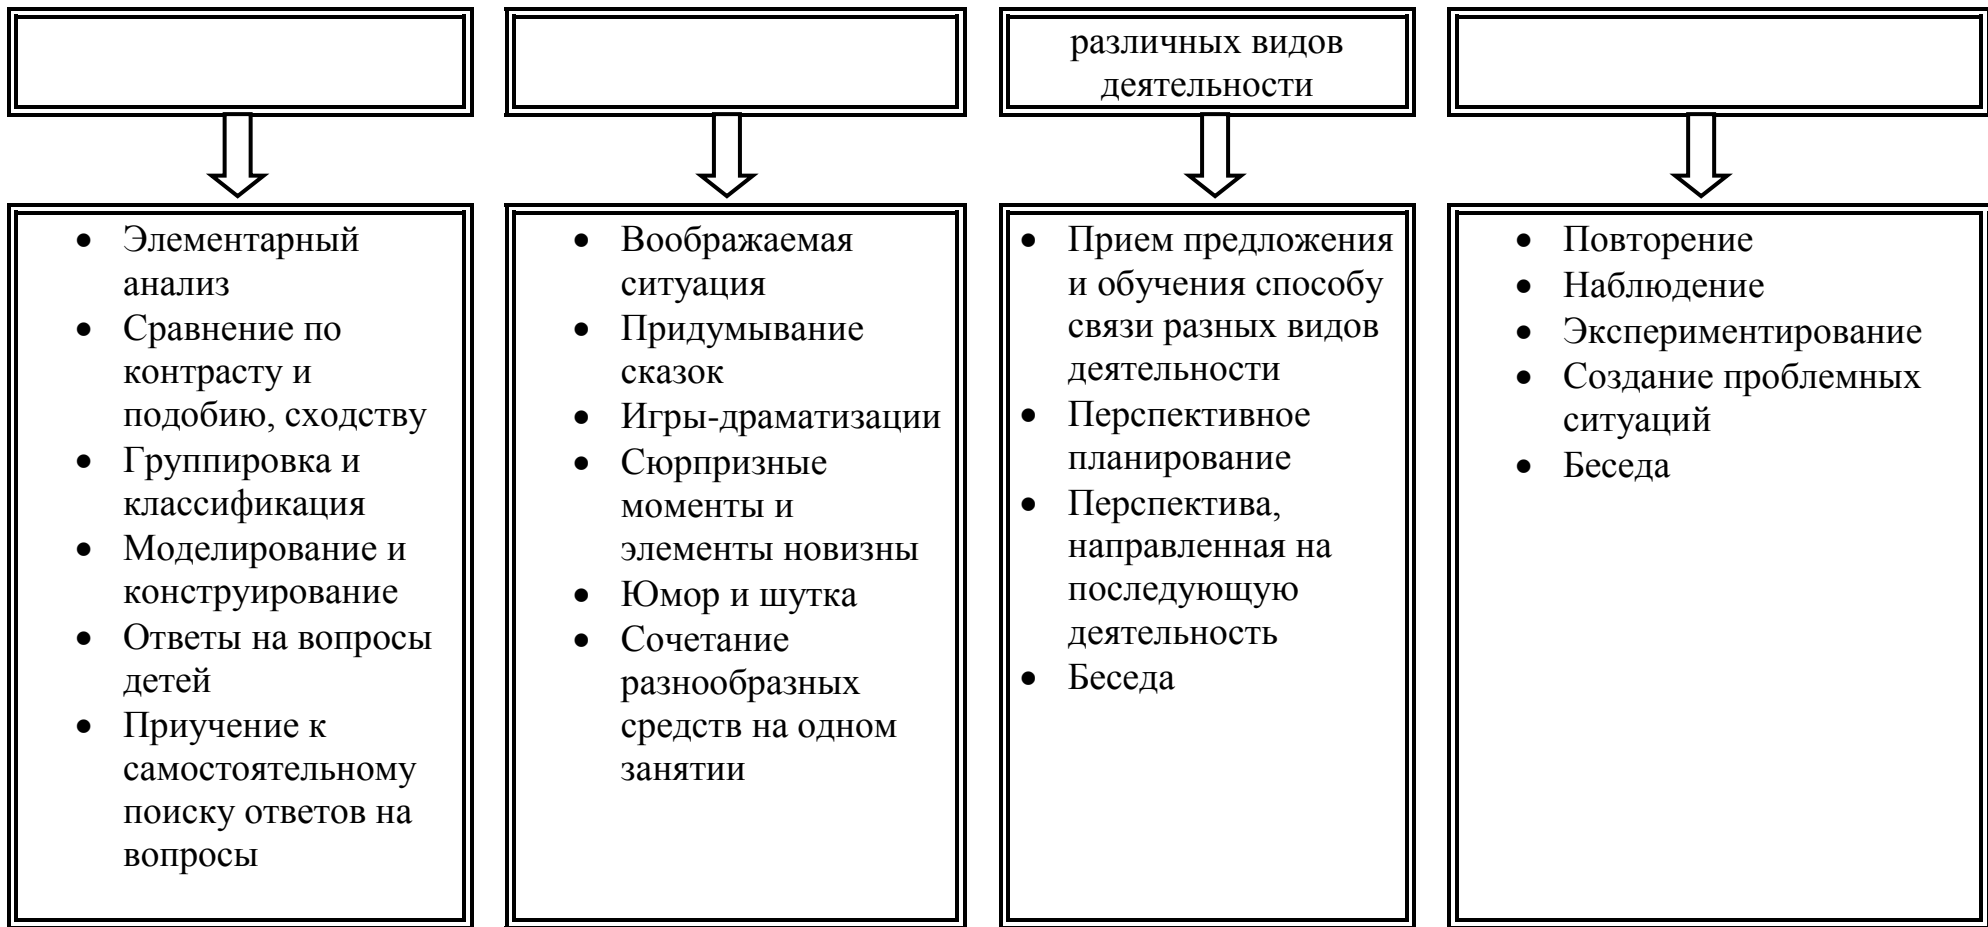 различных видов
деятельности
• Элементарный
анализ
• Сравнение по
контрасту и
подобию, сходству
• Группировка и
классификация
• Моделирование и
конструирование
• Ответы на вопросы
детей
• Приучение к
самостоятельному
поиску ответов на
вопросы
• Воображаемая
ситуация
• Придумывание
сказок
• Игры-драматизации
• Сюрпризные
моменты и
элементы новизны
• Юмор и шутка
• Сочетание
разнообразных
средств на одном
занятии
• Прием предложения
и обучения способу
связи разных видов
деятельности
• Перспективное
планирование
• Перспектива,
направленная на
последующую
деятельность
• Беседа
• Повторение
• Наблюдение
• Экспериментирование
• Создание проблемных
ситуаций
• Беседа